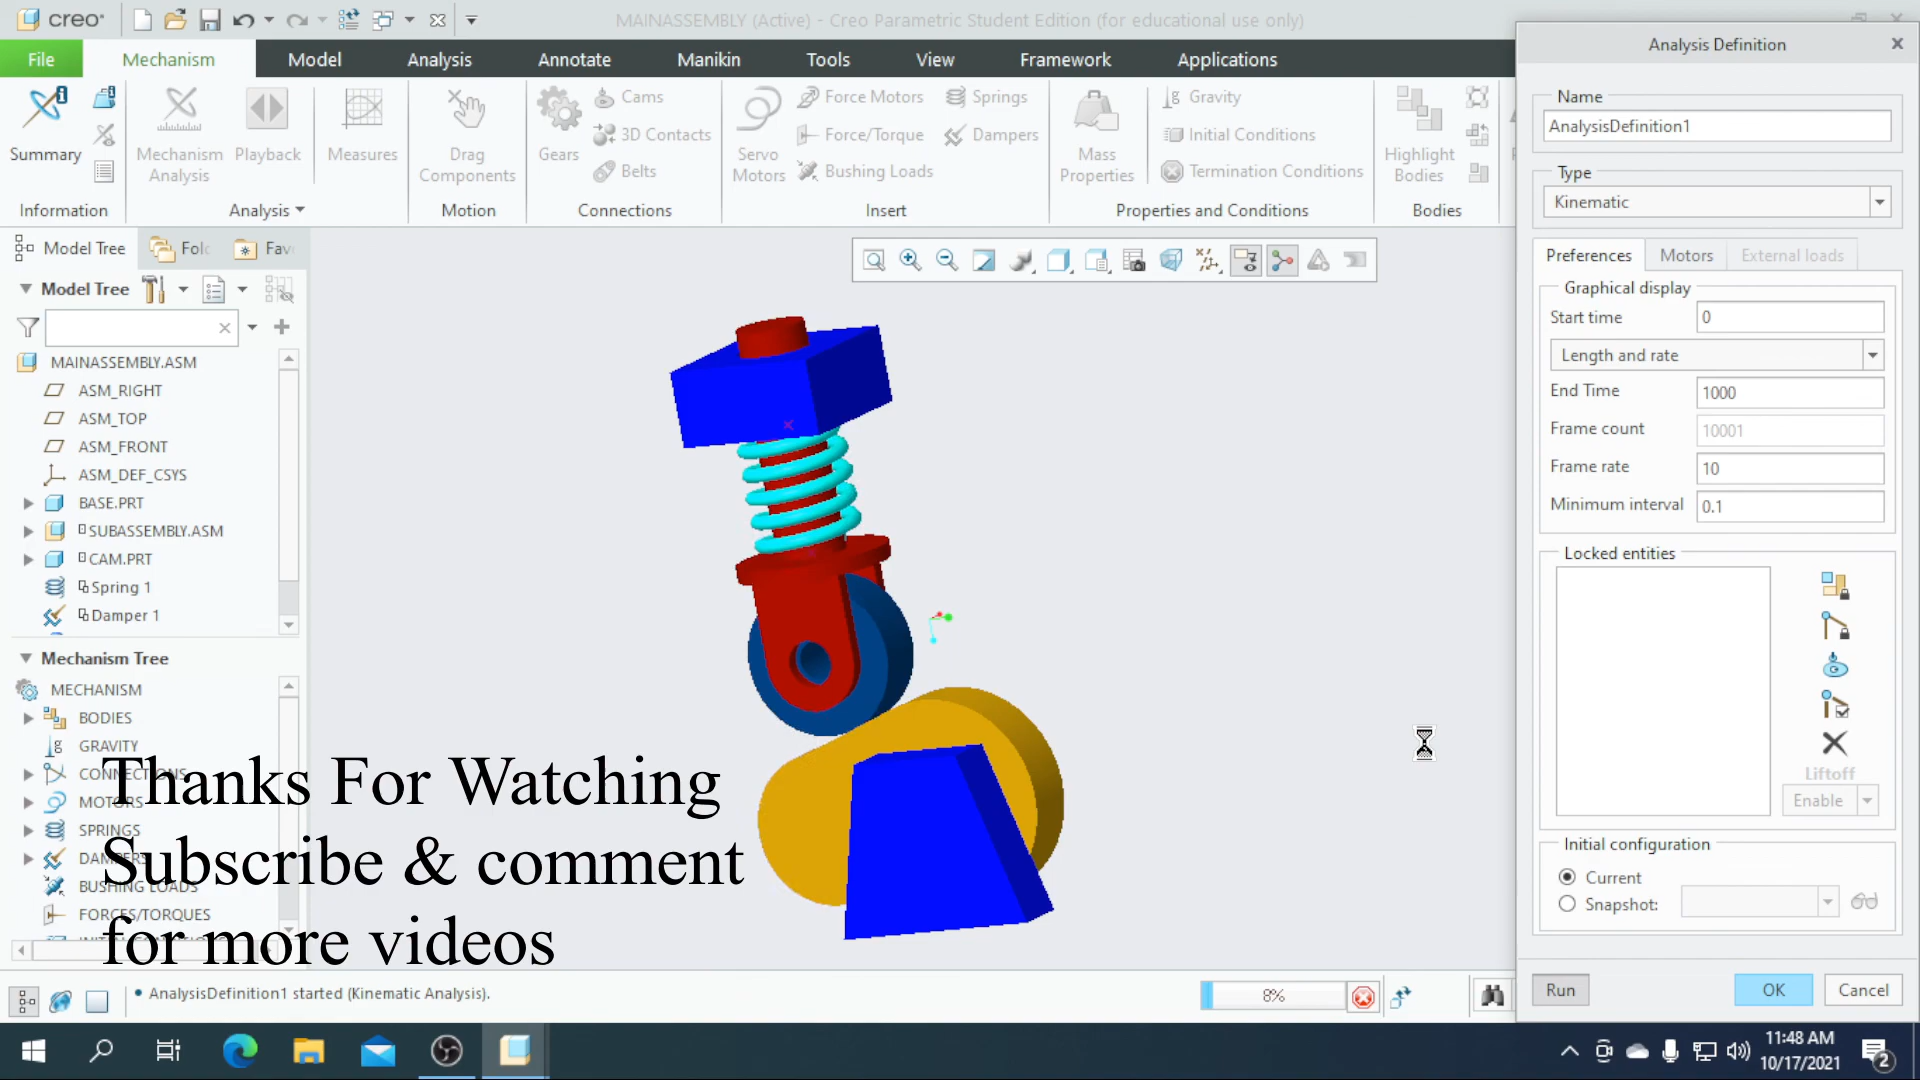 creo
MAINASSEMBLY (Active) - Creo Parametric Student Edition (for educational use only)
File
Mechanism
Model
Analysis
Annotate
Manikin
Tools
View
Framework
Applications
Summary
Information
Mechanism
Analysis
Playback
Measures
Analysis
Drag
Components
Motion
Gears
Cams
3D Contacts
Belts
Connections
Servo
Motors
Force Motors
Force/Torque
Bushing Loads
Springs
Dampers
Insert
Mass
Properties
Gravity
Initial Conditions
Termination Conditions
Properties and Conditions
Highlight
Bodies
Bodies
Model Tree
Fol
Fav
Model Tree
MAINASSEMBLY.ASM
ASM_RIGHT
ASM_TOP
ASM_FRONT
ASM_DEF_CSYS
BASE.PRT
SUBASSEMBLY.ASM
CAM.PRT
Spring 1
Damper 1
Mechanism Tree
MECHANISM
BODIES
GRAVITY
CONNECTIONS
MOTORS
SPRINGS
DAMPERS
BUSHING LOADS
FORCES/TORQUES
Thanks For Watching
Subscribe & comment
for more videos
Analysis Definition
Name
AnalysisDefinition1
Type
Kinematic
Preferences
Motors
External loads
Graphical display
Start time
0
Length and rate
End Time
1000
Frame count
10001
Frame rate
10
Minimum interval
0.1
Locked entities
Liftoff
Enable
Initial configuration
Current
Snapshot:
Run
OK
Cancel
• AnalysisDefinition1 started (Kinematic Analysis).
8%
11:48 AM
10/17/2021
2